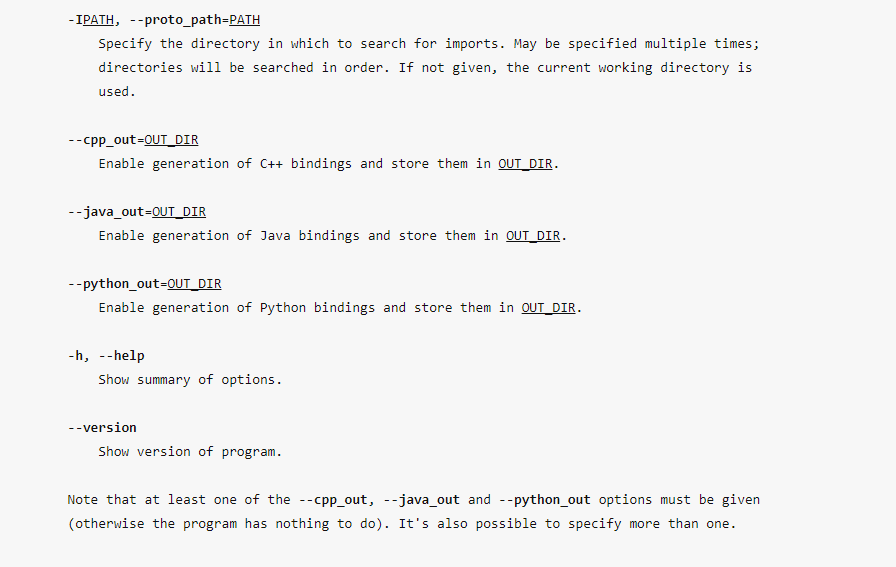 -IPATH, --proto_path=PATH
Specify the directory in which to search for imports. May be specified multiple times;
directories will be searched in order. If not given, the current working directory is
used.
--cpp_out=OUT_DIR
Enable generation of C++ bindings and store them in OUT_DIR.
--java_out=OUT_DIR
Enable generation of Java bindings and store them in OUT_DIR.
--python_out=OUT_DIR
Enable generation of Python bindings and store them in OUT_DIR.
-h, --help
Show summary of options.
--version
Show version of program.
Note that at least one of the --cpp_out, --java_out and --python_out options must be given
(otherwise the program has nothing to do). It's also possible to specify more than one.